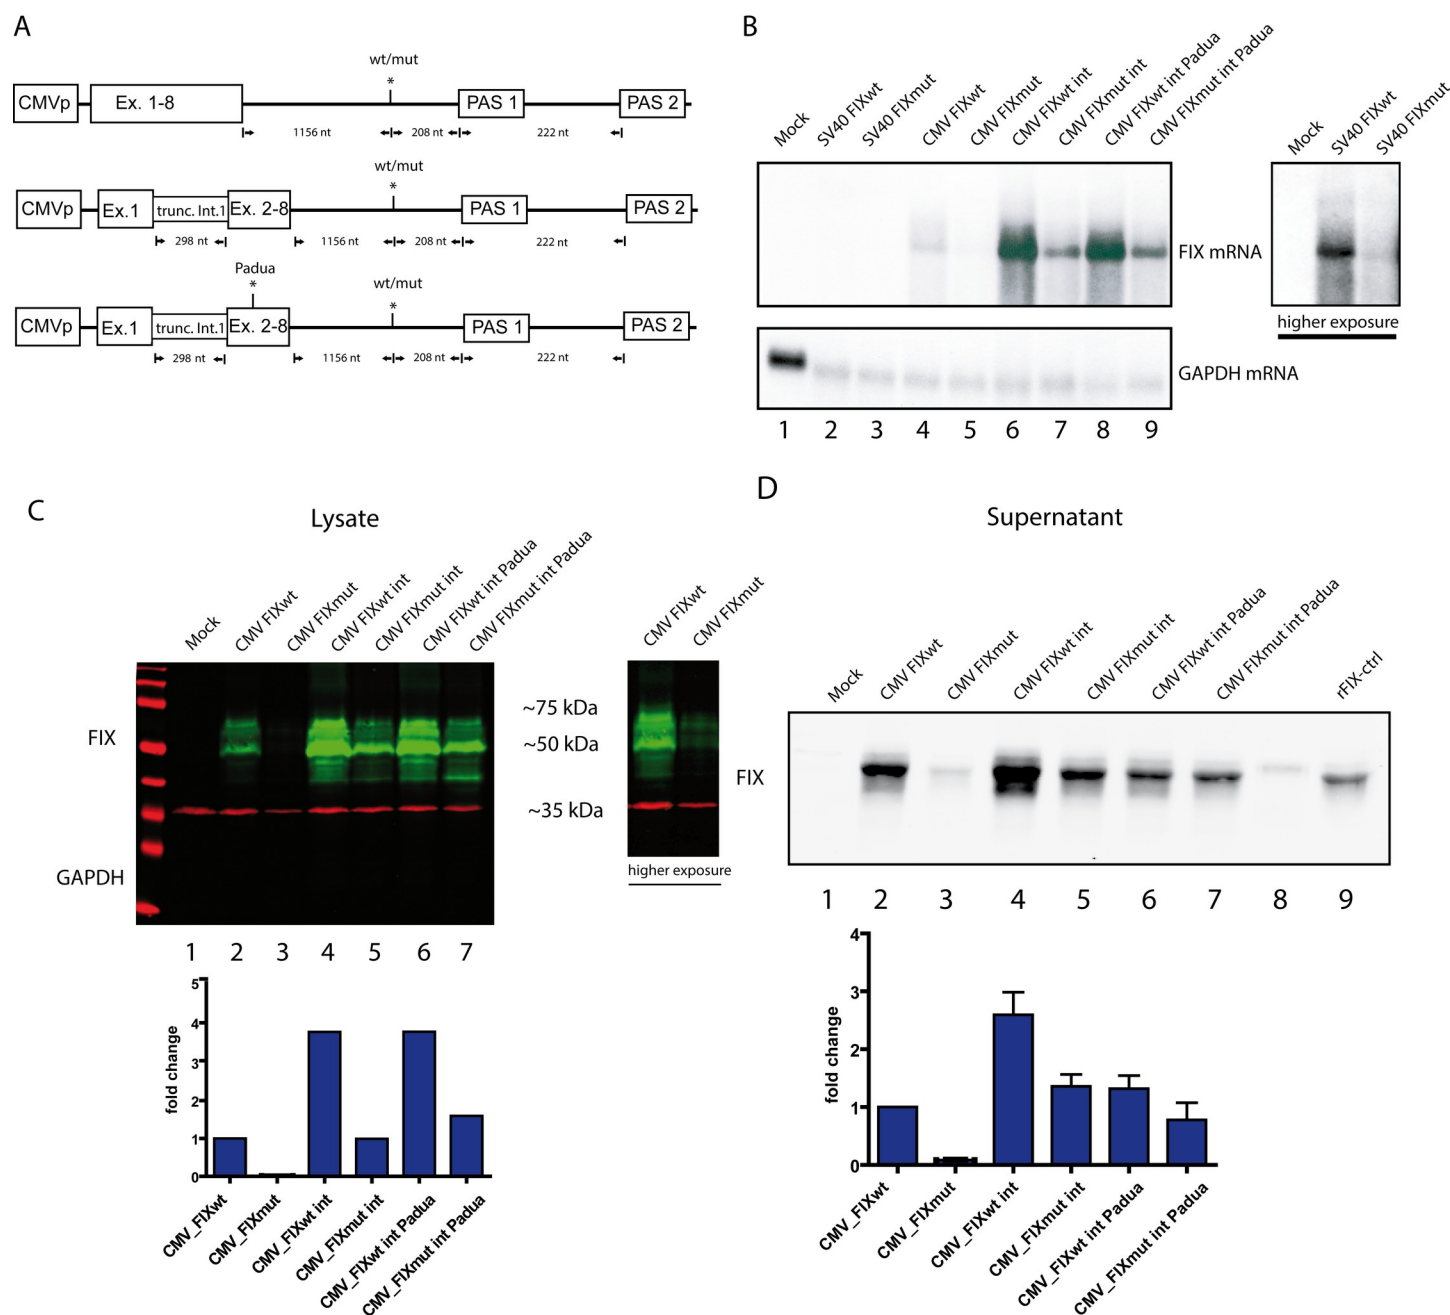 A
wt/mut
*
CMVp
Ex. 1-8
PAS 1
PAS 2
1156 nt
208 nt
222 nt
wt/mut
*
CMVp
Ex.1
trunc. Int.1
Ex. 2-8
PAS 1
PAS 2
298 nt
1156 nt
208 nt
222 nt
Padua
*
wt/mut
*
CMVp
Ex.1
trunc. Int.1
Ex. 2-8
PAS 1
PAS 2
298 nt
1156 nt
208 nt
222 nt
B
Mock
SV40 FIXwt
SV40 FIXmut
CMV FIXwt
CMV FIXmut
CMV FIXwt int
CMV FIXmut int
CMV FIXwt int Padua
CMV FIXmut int Padua
Mock
SV40 FIXwt
SV40 FIXmut
FIX mRNA
higher exposure
GAPDH mRNA
1 2 3 4 5 6 7 8 9
C
Lysate
Mock
CMV FIXwt
CMV FIXmut
CMV FIXwt int
CMV FIXmut int
CMV FIXwt int Padua
CMV FIXmut int Padua
CMV FIXwt
CMV FIXmut
FIX
GAPDH
~75 kDa
~50 kDa
~35 kDa
higher exposure
1 2 3 4 5 6 7
fold change
5
4
3
2
1
0
CMV_FIXwt
CMV_FIXmut
CMV_FIXwt int
CMV_FIXmut int
CMV_FIXwt int Padua
CMV_FIXmut int Padua
D
Supernatant
Mock
CMV FIXwt
CMV FIXmut
CMV FIXwt int
CMV FIXmut int
CMV FIXwt int Padua
CMV FIXmut int Padua
rFIX-ctrl
FIX
1 2 3 4 5 6 7 8 9
fold change
4
3
2
1
0
CMV_FIXwt
CMV_FIXmut
CMV_FIXwt int
CMV_FIXmut int
CMV_FIXwt int Padua
CMV_FIXmut int Padua